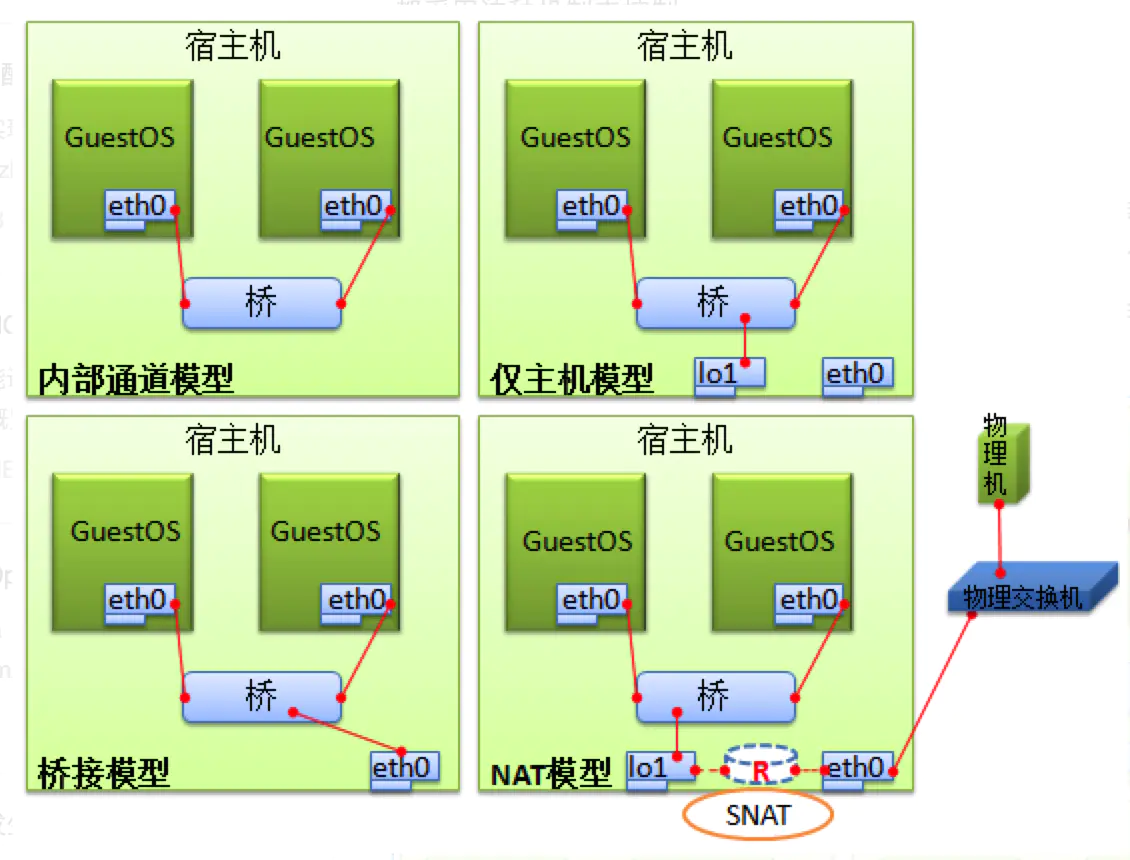 宿主机
GuestOS
GuestOS
eth0
eth0
桥
内部通道模型
宿主机
GuestOS
GuestOS
eth0
eth0
桥
仅主机模型
lo1
eth0
宿主机
GuestOS
GuestOS
eth0
eth0
桥
桥接模型
eth0
宿主机
GuestOS
GuestOS
eth0
eth0
桥
NAT模型
lo1
R
eth0
SNAT
物理机
物理交换机